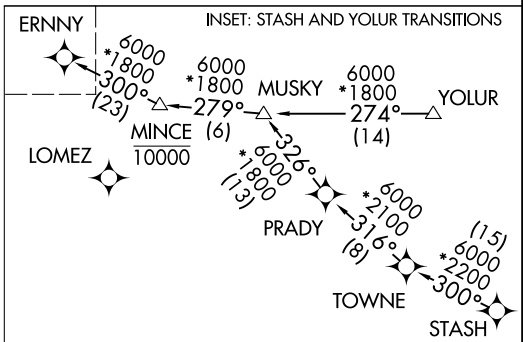 INSET: STASH AND YOLUR TRANSITIONS
ERNNY
6000
*1800
300°
(23)
6000
*1800
279°
(6)
MUSKY
6000
*1800
274°
(14)
YOLUR
MINCE
10000
LOMEZ
326°
6000
*1800
(13)
PRADY
6000
*2100
316°
(8)
TOWNE
(15)
6000
*2200
300°
STASH